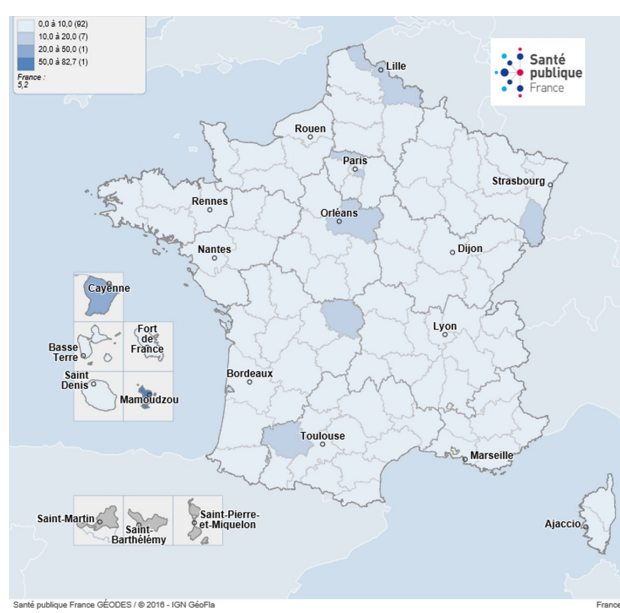 0,0 à 10,0 (92)
10,0 à 20,0 (7)
20,0 à 50,0 (1)
50,0 à 82,7 (1)
France :
5,2
Santé
publique
France
Lille
Rouen
Paris
Strasbourg
Rennes
Orléans
Nantes
Dijon
Cayenne
Fort
de
France
Basse
Terre
Lyon
Saint
Denis
Mamoudzou
Bordeaux
Toulouse
Marseille
Saint-Martin
Saint-
Barthélémy
Saint-Pierre-
et-Miquelon
Ajaccio
Santé publique France GÉODES / © 2016 - IGN GéoFla
France